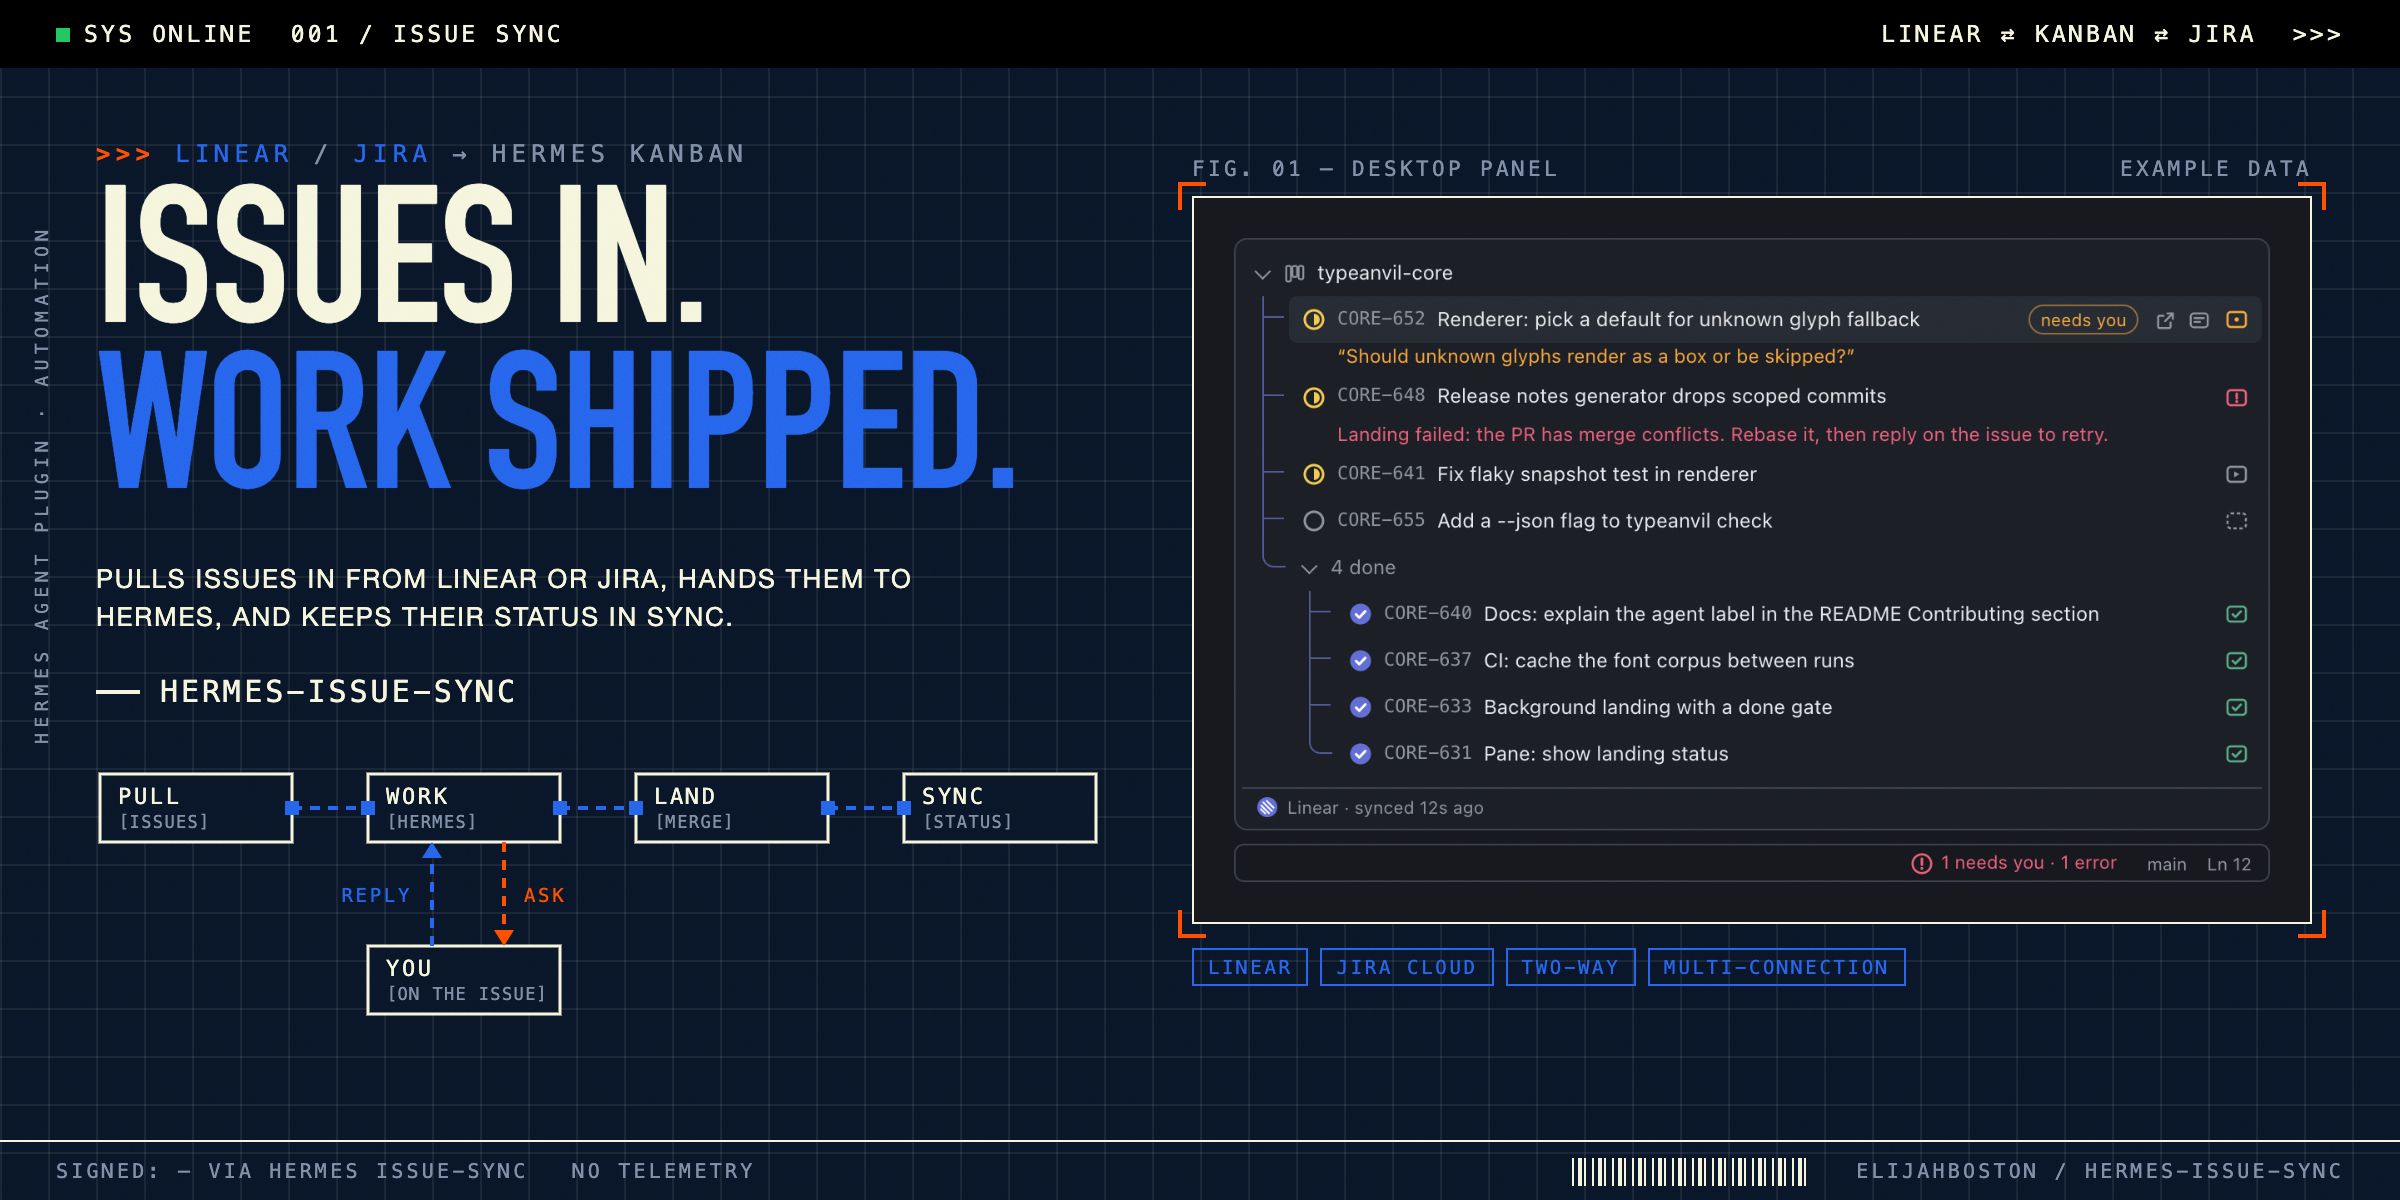 SYS ONLINE 001 / ISSUE SYNC
LINEAR ⇄ KANBAN ⇄ JIRA >>>
>>> LINEAR / JIRA → HERMES KANBAN
ISSUES IN.
WORK SHIPPED.
HERMES AGENT PLUGIN · AUTOMATION
PULLS ISSUES IN FROM LINEAR OR JIRA, HANDS THEM TO
HERMES, AND KEEPS THEIR STATUS IN SYNC.
— HERMES-ISSUE-SYNC
PULL
[ISSUES]
WORK
[HERMES]
LAND
[MERGE]
SYNC
[STATUS]
REPLY
ASK
YOU
[ON THE ISSUE]
FIG. 01 — DESKTOP PANEL
EXAMPLE DATA
typeanvil-core
CORE-652 Renderer: pick a default for unknown glyph fallback needs you
“Should unknown glyphs render as a box or be skipped?”
CORE-648 Release notes generator drops scoped commits
Landing failed: the PR has merge conflicts. Rebase it, then reply on the issue to retry.
CORE-641 Fix flaky snapshot test in renderer
CORE-655 Add a --json flag to typeanvil check
4 done
CORE-640 Docs: explain the agent label in the README Contributing section
CORE-637 CI: cache the font corpus between runs
CORE-633 Background landing with a done gate
CORE-631 Pane: show landing status
Linear · synced 12s ago
1 needs you · 1 error main Ln 12
LINEAR
JIRA CLOUD
TWO-WAY
MULTI-CONNECTION
SIGNED: — VIA HERMES ISSUE-SYNC NO TELEMETRY
ELIJAHBOSTON / HERMES-ISSUE-SYNC